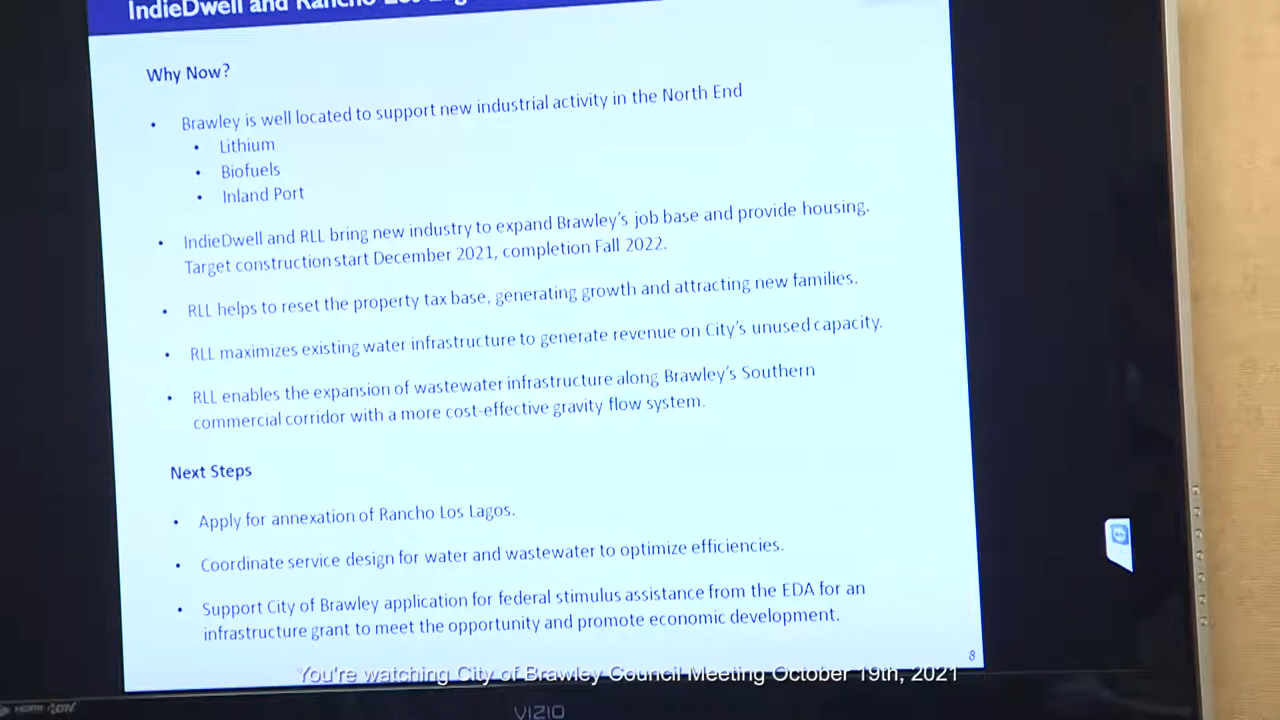 IndieDwell and Rancho Los
Why Now?
• Brawley is well located to support new industrial activity in the North End
• Lithium
• Biofuels
• Inland Port
• IndieDwell and RLL bring new industry to expand Brawley's job base and provide housing.
Target construction start December 2021, completion Fall 2022.
• RLL helps to reset the property tax base, generating growth and attracting new families.
• RLL maximizes existing water infrastructure to generate revenue on City's unused capacity.
• RLL enables the expansion of wastewater infrastructure along Brawley's Southern
commercial corridor with a more cost-effective gravity flow system.
Next Steps
• Apply for annexation of Rancho Los Lagos.
• Coordinate service design for water and wastewater to optimize efficiencies.
• Support City of Brawley application for federal stimulus assistance from the EDA for an
infrastructure grant to meet the opportunity and promote economic development.
8
You're watching City of Brawley Council Meeting October 19th, 2021
HDMI
VIZIO